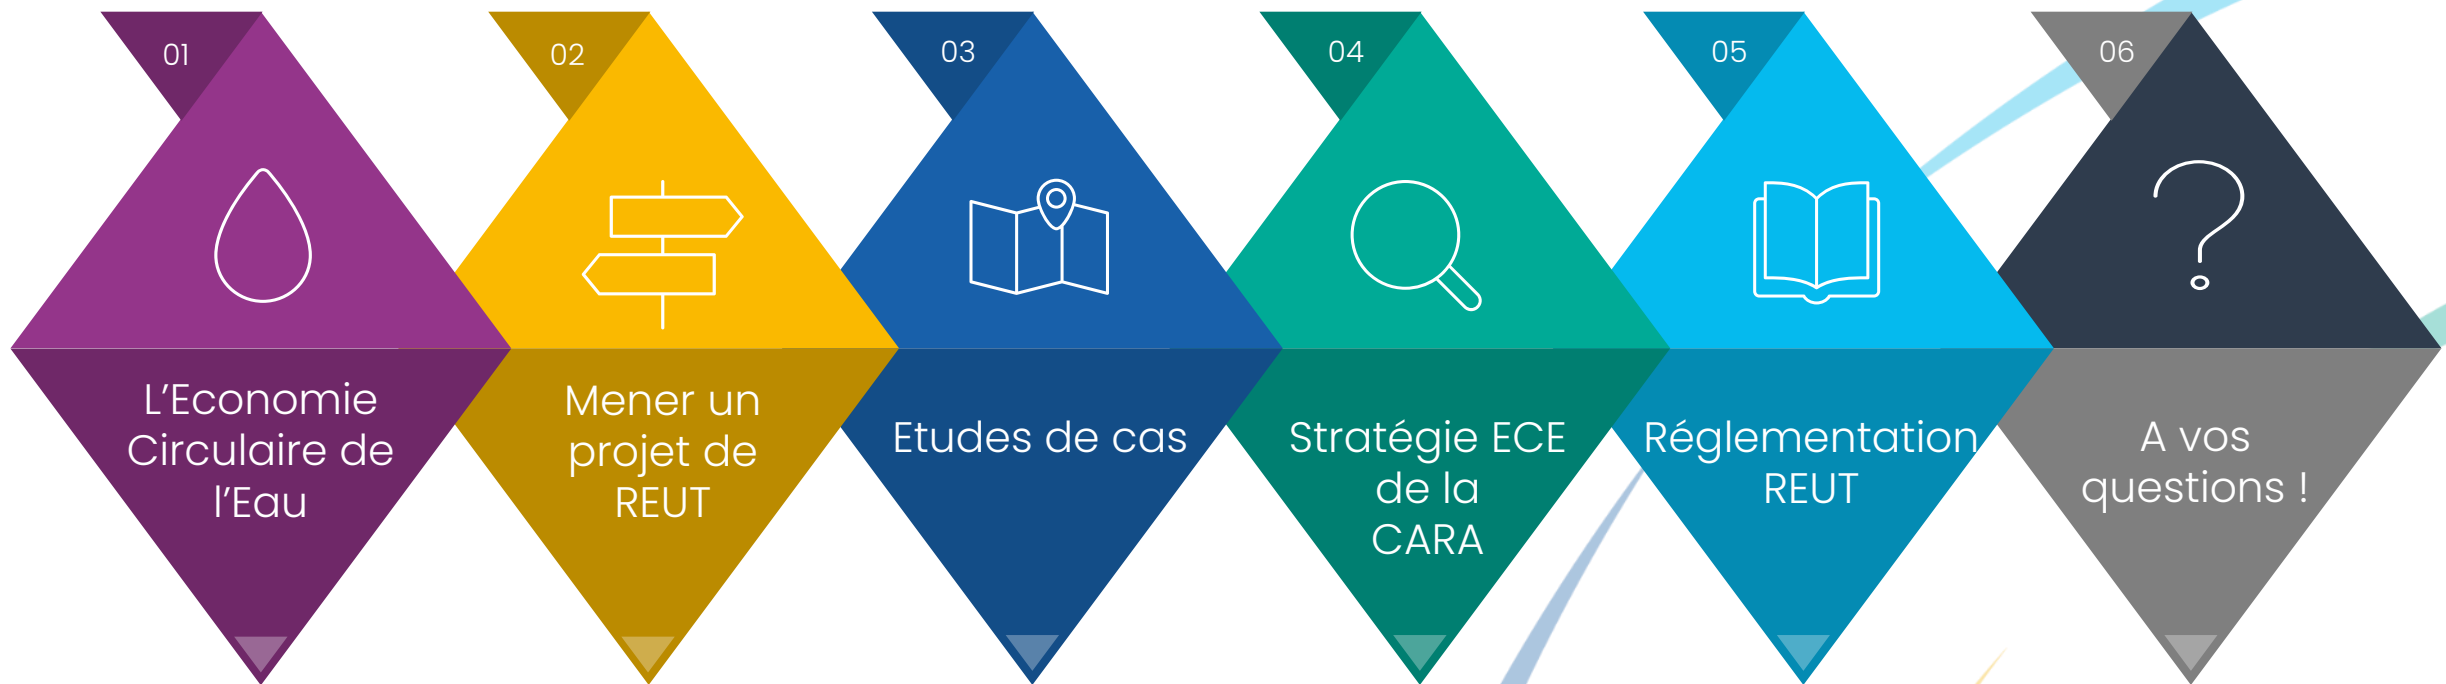 01
L’Economie
Circulaire de
l’Eau
02
Mener un
projet de
REUT
03
Etudes de cas
04
Stratégie ECE
de la
CARA
05
Réglementation
REUT
06
A vos
questions !